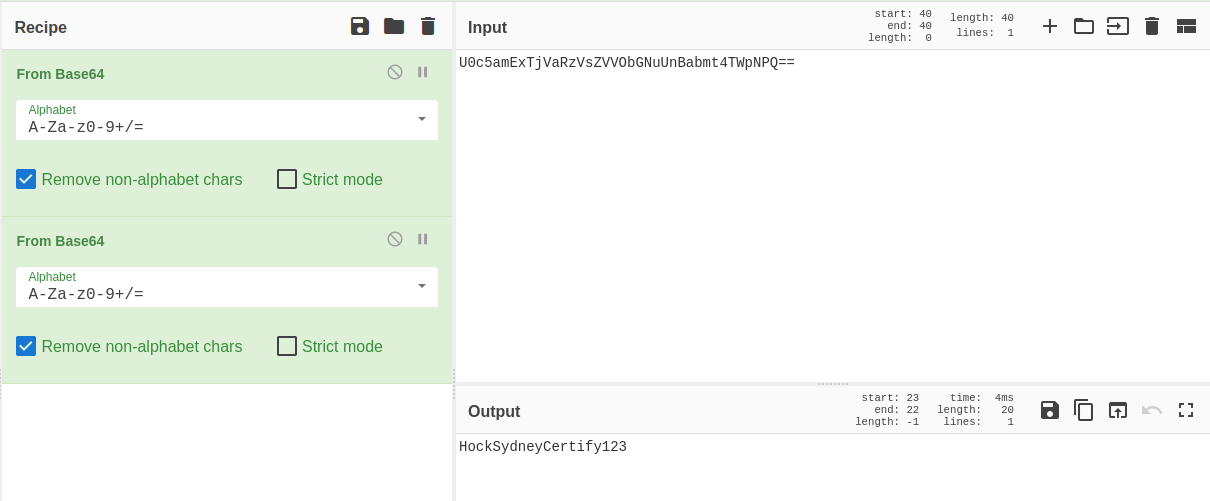 Recipe
From Base64
Alphabet
A-Za-z0-9+/=
Remove non-alphabet chars
Strict mode
From Base64
Alphabet
A-Za-z0-9+/=
Remove non-alphabet chars
Strict mode
Input
start: 40
end: 40
length: 0
length: 40
lines: 1
U0c5amExTjVaRzVsZVVObGNuUnBabmt4TWpNPQ==
Output
start: 23
end: 22
length: -1
time: 4ms
length: 20
lines: 1
HockSydneyCertify123